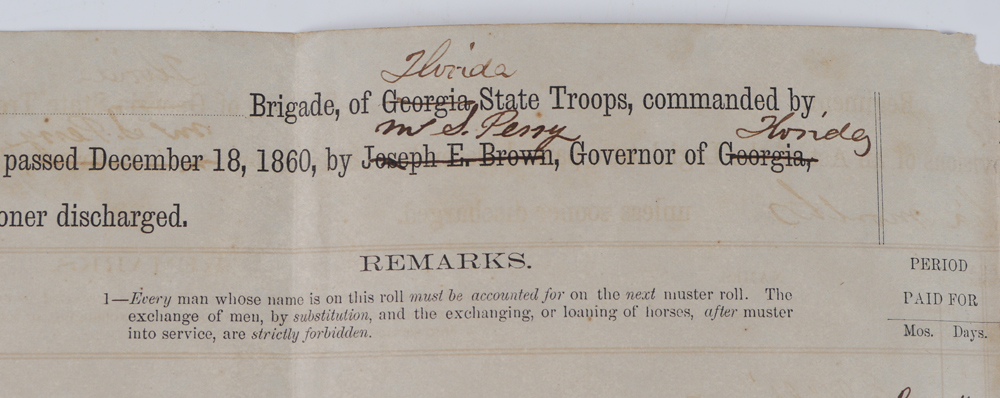 Florida
Brigade, of Georgia, State Troops, commanded by
M S. Perry Florida
passed December 18, 1860, by Joseph E. Brown, Governor of Georgia,
oner discharged.
REMARKS.
PERIOD
1—Every man whose name is on this roll must be accounted for on the next muster roll. The
exchange of men, by substitution, and the exchanging, or loaning of horses, after muster
into service, are strictly forbidden.
PAID FOR
Mos. Days.